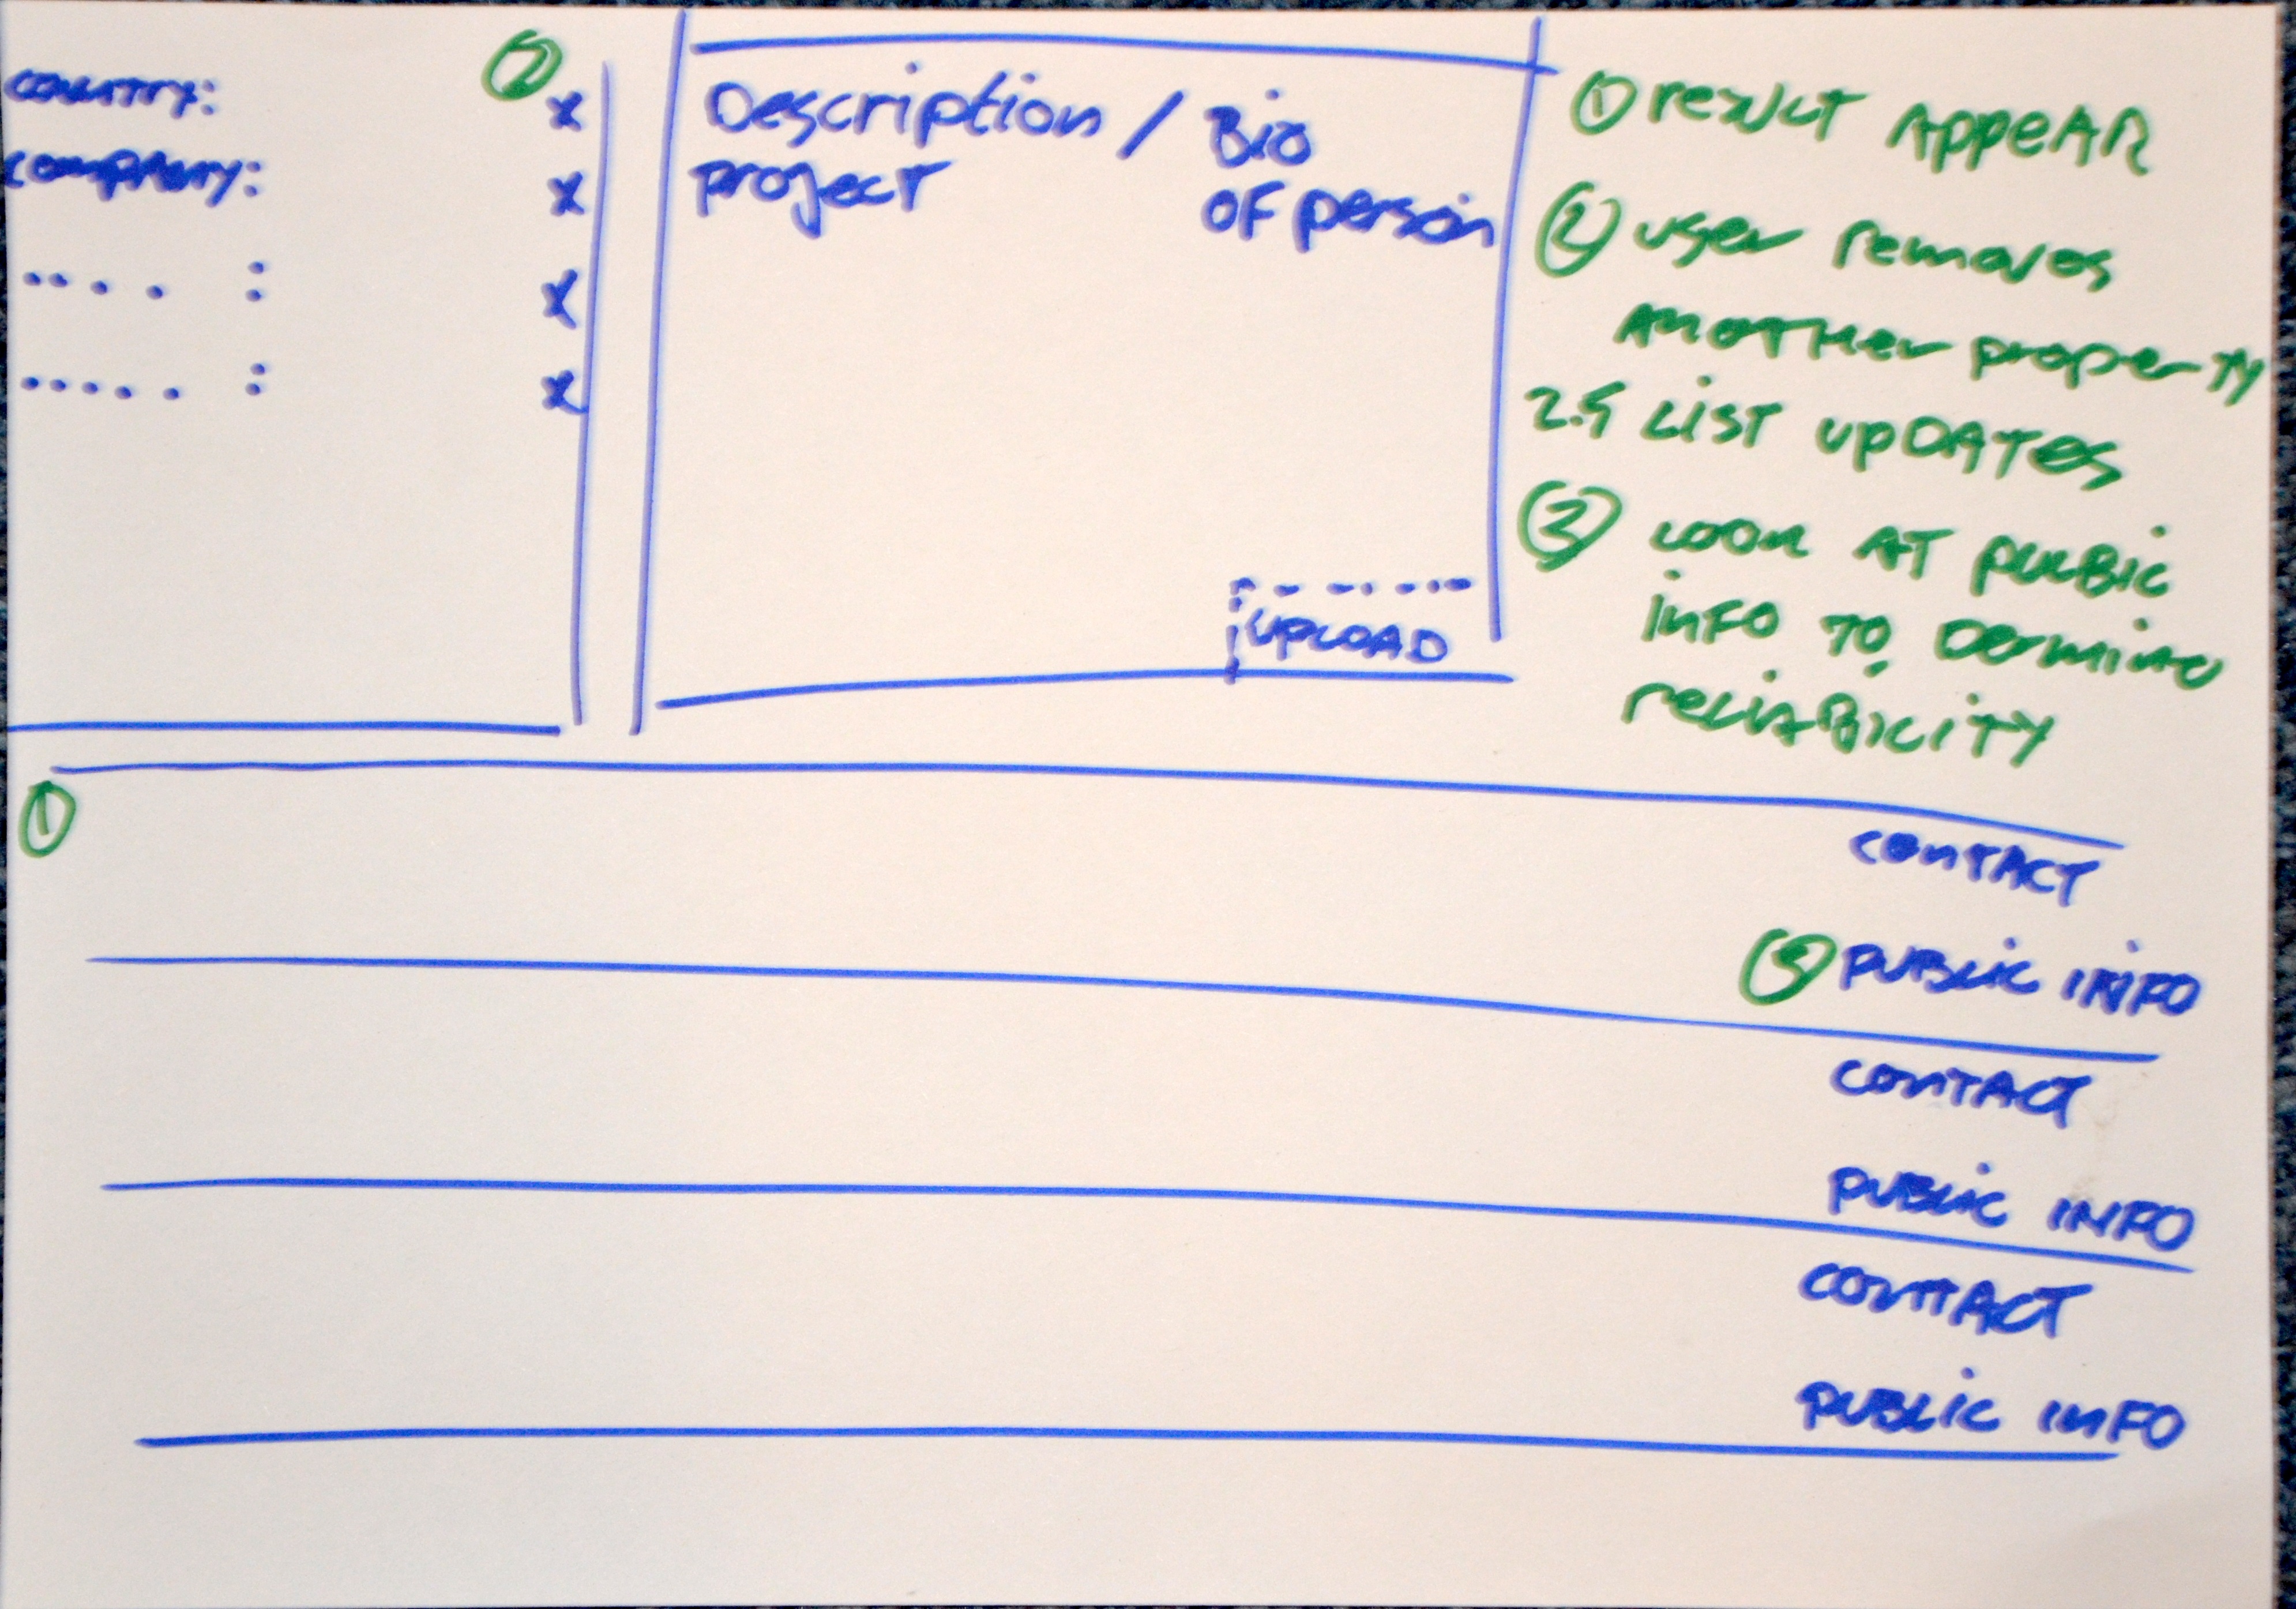 COUNTRY:
COMPANY:
.... :
..... :
② x
x
x
x
Description / Bio
project of person
UPLOAD
① resuLT AppeAR
② user removes
ANOTHer property
2.5 LIST upDATes
③ LOOK AT puBlic
INFO TO Dermine
reliABility
①
CONTACT
③ PUBLic INFO
CONTACT
PUBLic INFO
CONTACT
PUBLic INFO